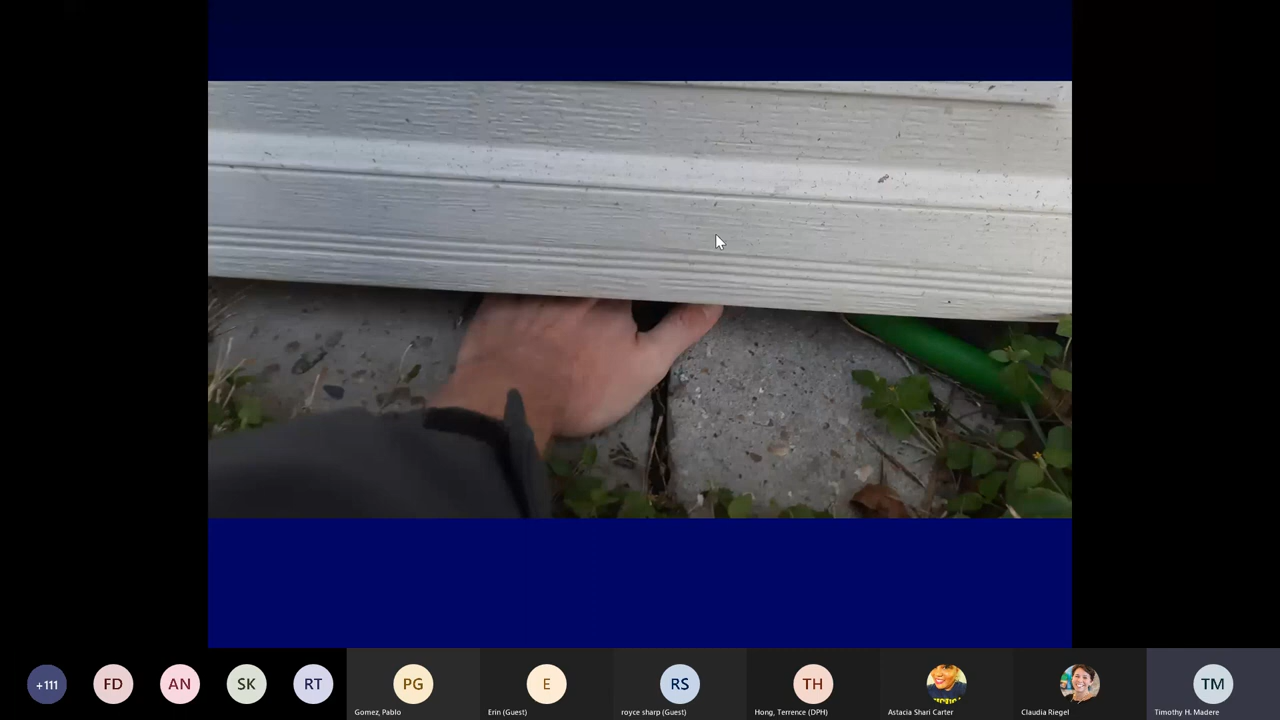 +111
FD
AN
SK
RT
PG
E
RS
TH
TM
Gomez, Pablo
Erin (Guest)
royce sharp (Guest)
Hong, Terrence (DPH)
Astacia Shari Carter
Claudia Riegel
Timothy H. Madere